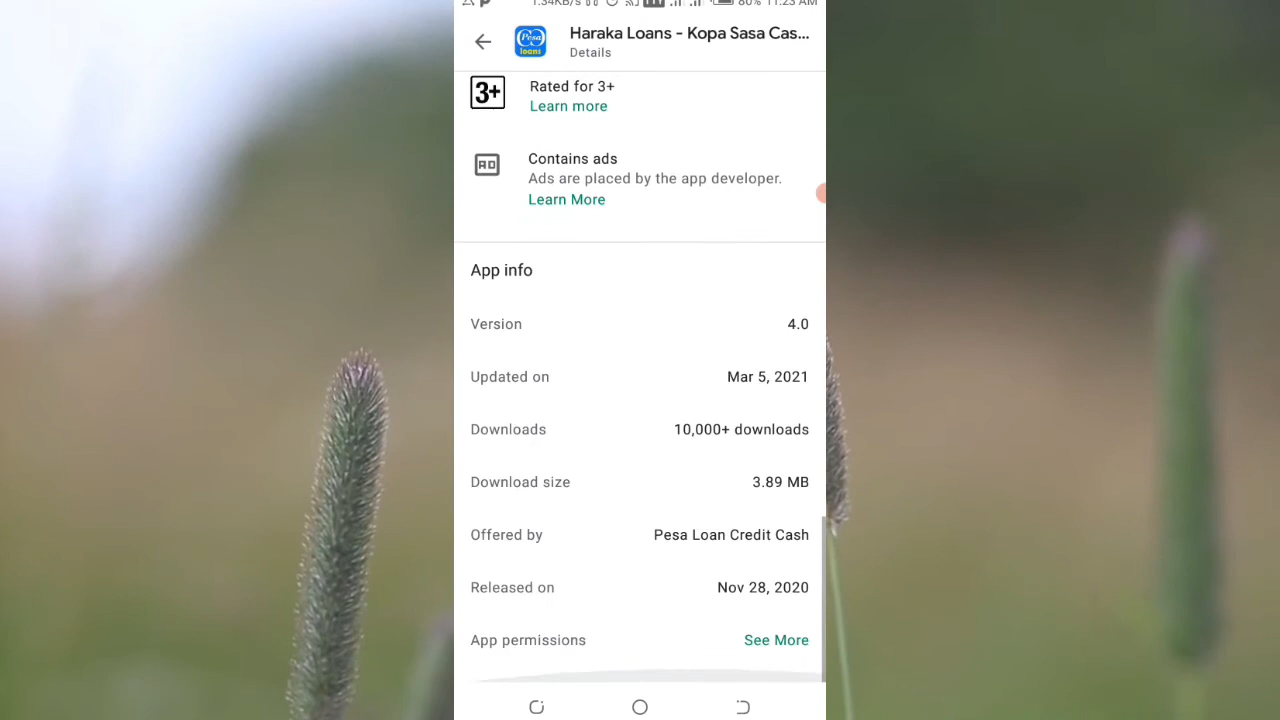 1.34KB/s 80% 11:23 AM
Haraka Loans - Kopa Sasa Cas...
Pesa
loans
Details
3+
Rated for 3+
Learn more
AD
Contains ads
Ads are placed by the app developer.
Learn More
App info
Version 4.0
Updated on Mar 5, 2021
Downloads 10,000+ downloads
Download size 3.89 MB
Offered by Pesa Loan Credit Cash
Released on Nov 28, 2020
App permissions See More